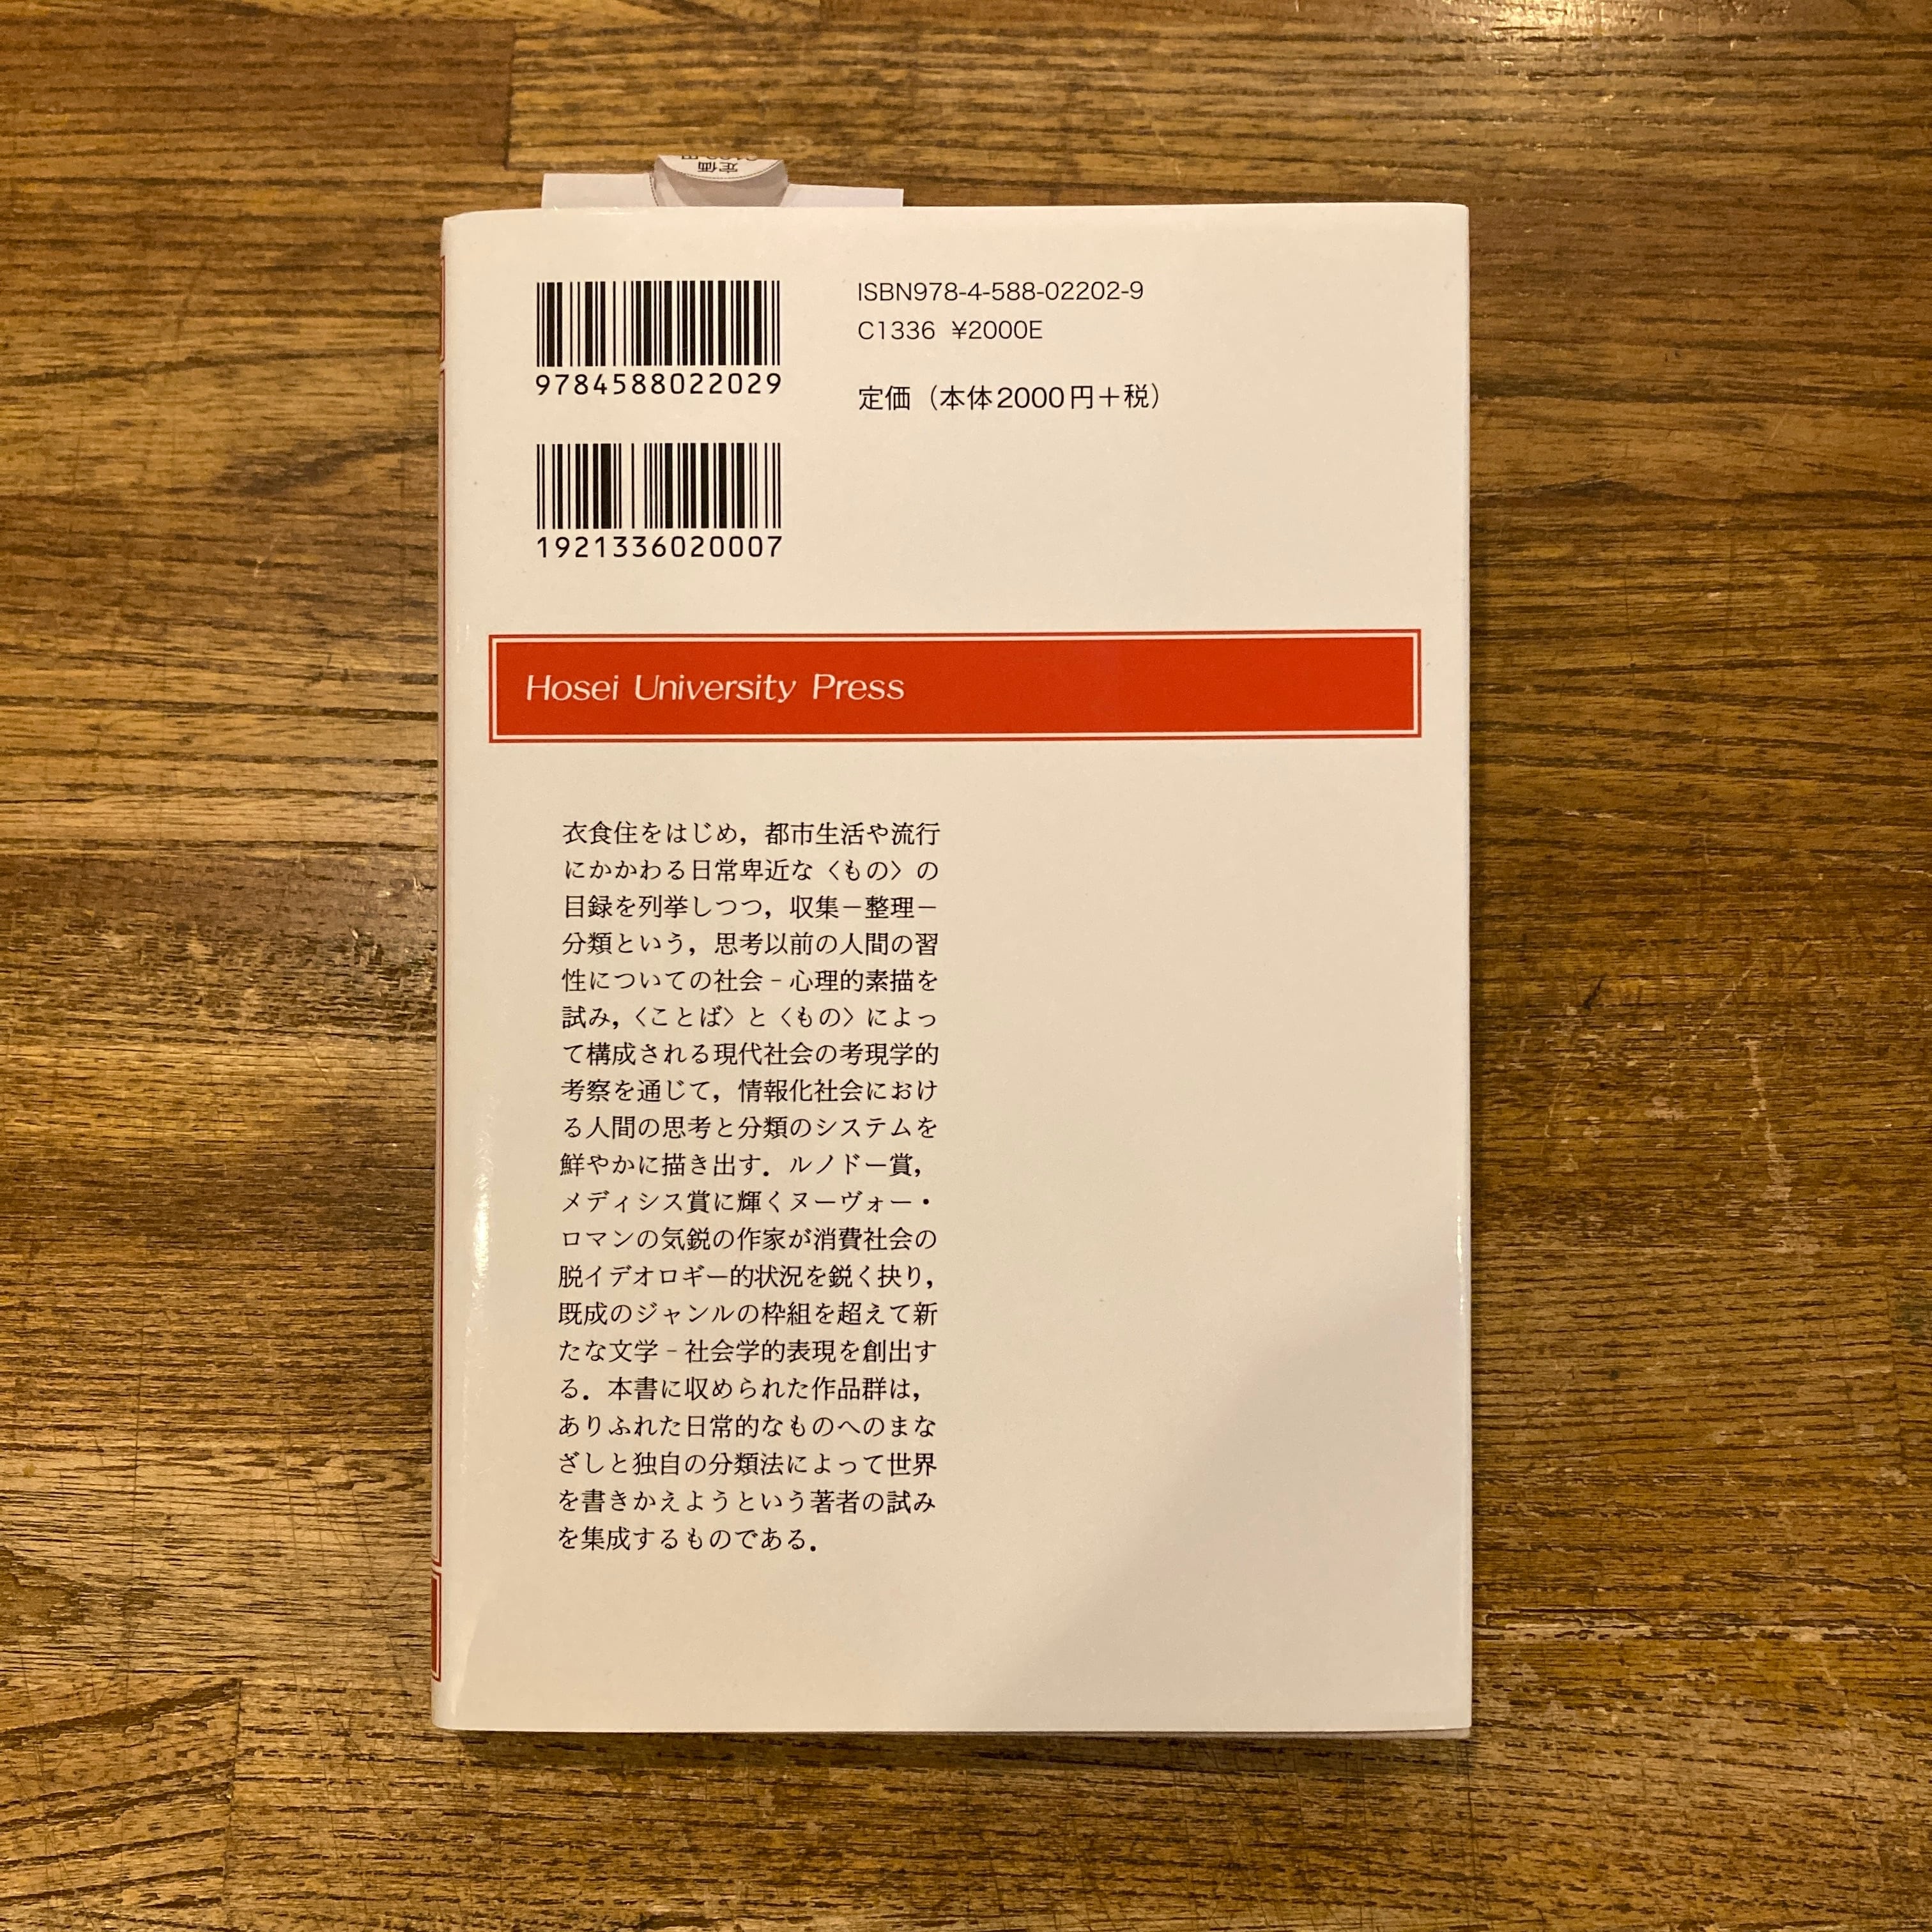 定価
ISBN978-4-588-02202-9
C1336 ¥2000E
9784588022029
定価（本体2000円＋税）
1921336020007
Hosei University Press
衣食住をはじめ，都市生活や流行
にかかわる日常卑近な〈もの〉の
目録を列挙しつつ，収集－整理－
分類という，思考以前の人間の習
性についての社会‐心理的素描を
試み，〈ことば〉と〈もの〉によっ
て構成される現代社会の考現学的
考察を通じて，情報化社会におけ
る人間の思考と分類のシステムを
鮮やかに描き出す．ルノドー賞，
メディシス賞に輝くヌーヴォー・
ロマンの気鋭の作家が消費社会の
脱イデオロギー的状況を鋭く抉り，
既成のジャンルの枠組を超えて新
たな文学‐社会学的表現を創出す
る．本書に収められた作品群は，
ありふれた日常的なものへのまな
ざしと独自の分類法によって世界
を書きかえようという著者の試み
を集成するものである．